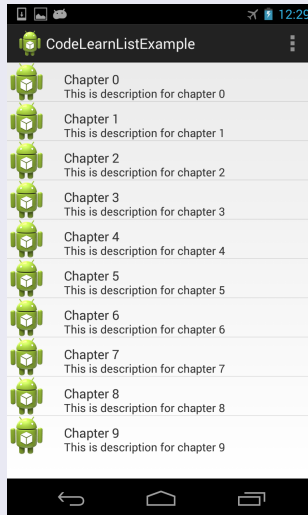 12:29
CodeLearnListExample
Chapter 0
This is description for chapter 0
Chapter 1
This is description for chapter 1
Chapter 2
This is description for chapter 2
Chapter 3
This is description for chapter 3
Chapter 4
This is description for chapter 4
Chapter 5
This is description for chapter 5
Chapter 6
This is description for chapter 6
Chapter 7
This is description for chapter 7
Chapter 8
This is description for chapter 8
Chapter 9
This is description for chapter 9